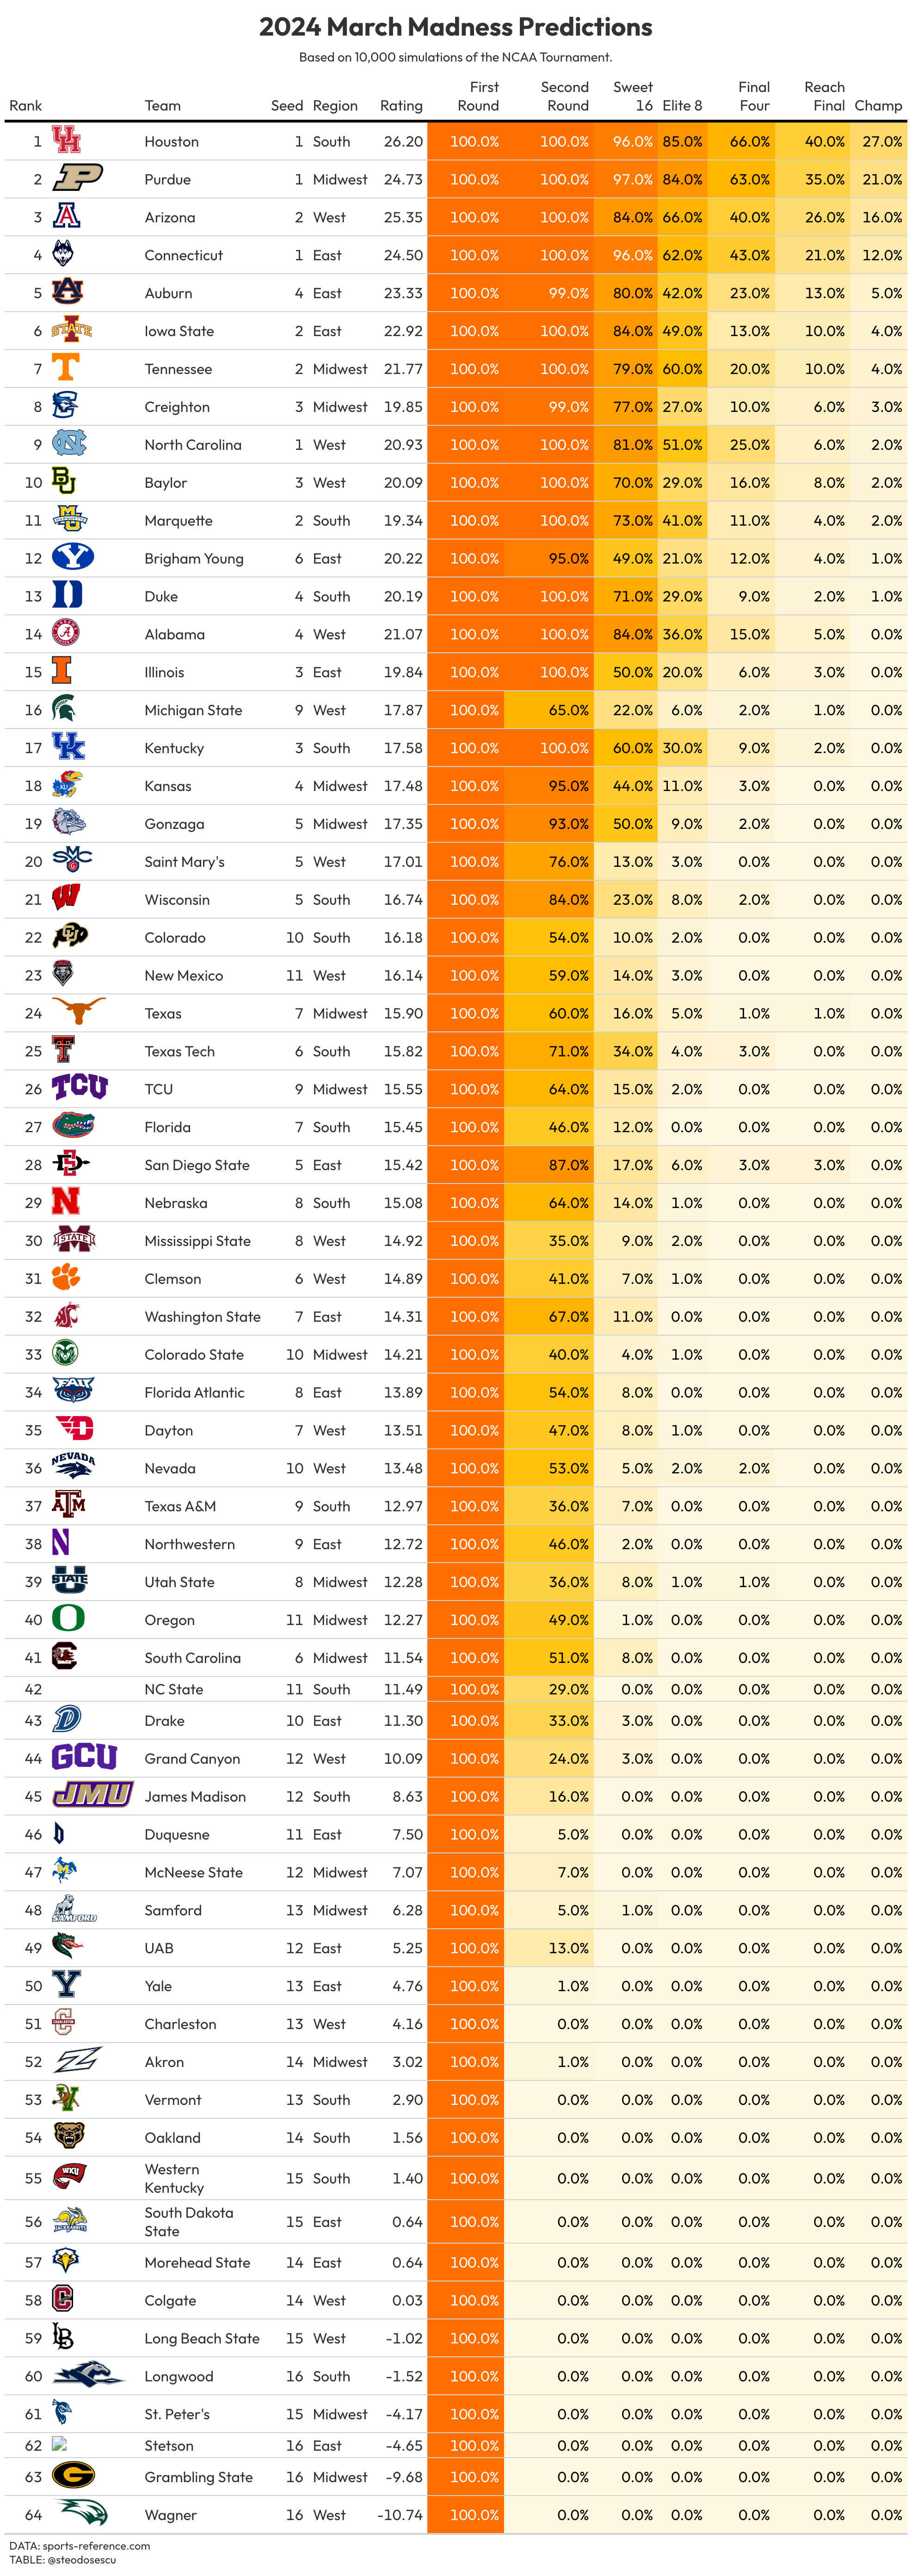 2024 March Madness Predictions
Based on 10,000 simulations of the NCAA Tournament.
Rank Team Seed Region Rating First Round Second Round Sweet 16 Elite 8 Final Four Reach Final Champ
1 Houston 1 South 26.20 100.0% 100.0% 96.0% 85.0% 66.0% 40.0% 27.0%
2 Purdue 1 Midwest 24.73 100.0% 100.0% 97.0% 84.0% 63.0% 35.0% 21.0%
3 Arizona 2 West 25.35 100.0% 100.0% 84.0% 66.0% 40.0% 26.0% 16.0%
4 Connecticut 1 East 24.50 100.0% 100.0% 96.0% 62.0% 43.0% 21.0% 12.0%
5 Auburn 4 East 23.33 100.0% 99.0% 80.0% 42.0% 23.0% 13.0% 5.0%
6 STATE Iowa State 2 East 22.92 100.0% 100.0% 84.0% 49.0% 13.0% 10.0% 4.0%
7 T Tennessee 2 Midwest 21.77 100.0% 100.0% 79.0% 60.0% 20.0% 10.0% 4.0%
8 Creighton 3 Midwest 19.85 100.0% 99.0% 77.0% 27.0% 10.0% 6.0% 3.0%
9 NC North Carolina 1 West 20.93 100.0% 100.0% 81.0% 51.0% 25.0% 6.0% 2.0%
10 BU Baylor 3 West 20.09 100.0% 100.0% 70.0% 29.0% 16.0% 8.0% 2.0%
11 MU Marquette 2 South 19.34 100.0% 100.0% 73.0% 41.0% 11.0% 4.0% 2.0%
12 Y Brigham Young 6 East 20.22 100.0% 95.0% 49.0% 21.0% 12.0% 4.0% 1.0%
13 D Duke 4 South 20.19 100.0% 100.0% 71.0% 29.0% 9.0% 2.0% 1.0%
14 A Alabama 4 West 21.07 100.0% 100.0% 84.0% 36.0% 15.0% 5.0% 0.0%
15 I Illinois 3 East 19.84 100.0% 100.0% 50.0% 20.0% 6.0% 3.0% 0.0%
16 Michigan State 9 West 17.87 100.0% 65.0% 22.0% 6.0% 2.0% 1.0% 0.0%
17 UK Kentucky 3 South 17.58 100.0% 100.0% 60.0% 30.0% 9.0% 2.0% 0.0%
18 KU Kansas 4 Midwest 17.48 100.0% 95.0% 44.0% 11.0% 3.0% 0.0% 0.0%
19 Gonzaga 5 Midwest 17.35 100.0% 93.0% 50.0% 9.0% 2.0% 0.0% 0.0%
20 SMC Saint Mary's 5 West 17.01 100.0% 76.0% 13.0% 3.0% 0.0% 0.0% 0.0%
21 W Wisconsin 5 South 16.74 100.0% 84.0% 23.0% 8.0% 2.0% 0.0% 0.0%
22 CU Colorado 10 South 16.18 100.0% 54.0% 10.0% 2.0% 0.0% 0.0% 0.0%
23 New Mexico 11 West 16.14 100.0% 59.0% 14.0% 3.0% 0.0% 0.0% 0.0%
24 Texas 7 Midwest 15.90 100.0% 60.0% 16.0% 5.0% 1.0% 1.0% 0.0%
25 T Texas Tech 6 South 15.82 100.0% 71.0% 34.0% 4.0% 3.0% 0.0% 0.0%
26 TCU TCU 9 Midwest 15.55 100.0% 64.0% 15.0% 2.0% 0.0% 0.0% 0.0%
27 Florida 7 South 15.45 100.0% 46.0% 12.0% 0.0% 0.0% 0.0% 0.0%
28 SD San Diego State 5 East 15.42 100.0% 87.0% 17.0% 6.0% 3.0% 3.0% 0.0%
29 N Nebraska 8 South 15.08 100.0% 64.0% 14.0% 1.0% 0.0% 0.0% 0.0%
30 STATE Mississippi State 8 West 14.92 100.0% 35.0% 9.0% 2.0% 0.0% 0.0% 0.0%
31 Clemson 6 West 14.89 100.0% 41.0% 7.0% 1.0% 0.0% 0.0% 0.0%
32 Washington State 7 East 14.31 100.0% 67.0% 11.0% 0.0% 0.0% 0.0% 0.0%
33 Colorado State 10 Midwest 14.21 100.0% 40.0% 4.0% 1.0% 0.0% 0.0% 0.0%
34 FAU Florida Atlantic 8 East 13.89 100.0% 54.0% 8.0% 0.0% 0.0% 0.0% 0.0%
35 D Dayton 7 West 13.51 100.0% 47.0% 8.0% 1.0% 0.0% 0.0% 0.0%
36 NEVADA Nevada 10 West 13.48 100.0% 53.0% 5.0% 2.0% 2.0% 0.0% 0.0%
37 ATM Texas A&M 9 South 12.97 100.0% 36.0% 7.0% 0.0% 0.0% 0.0% 0.0%
38 N Northwestern 9 East 12.72 100.0% 46.0% 2.0% 0.0% 0.0% 0.0% 0.0%
39 U STATE Utah State 8 Midwest 12.28 100.0% 36.0% 8.0% 1.0% 1.0% 0.0% 0.0%
40 O Oregon 11 Midwest 12.27 100.0% 49.0% 1.0% 0.0% 0.0% 0.0% 0.0%
41 C South Carolina 6 Midwest 11.54 100.0% 51.0% 8.0% 0.0% 0.0% 0.0% 0.0%
42 NC State 11 South 11.49 100.0% 29.0% 0.0% 0.0% 0.0% 0.0% 0.0%
43 D Drake 10 East 11.30 100.0% 33.0% 3.0% 0.0% 0.0% 0.0% 0.0%
44 GCU Grand Canyon 12 West 10.09 100.0% 24.0% 3.0% 0.0% 0.0% 0.0% 0.0%
45 JMU James Madison 12 South 8.63 100.0% 16.0% 0.0% 0.0% 0.0% 0.0% 0.0%
46 D Duquesne 11 East 7.50 100.0% 5.0% 0.0% 0.0% 0.0% 0.0% 0.0%
47 M McNeese State 12 Midwest 7.07 100.0% 7.0% 0.0% 0.0% 0.0% 0.0% 0.0%
48 SAMFORD Samford 13 Midwest 6.28 100.0% 5.0% 1.0% 0.0% 0.0% 0.0% 0.0%
49 UAB 12 East 5.25 100.0% 13.0% 0.0% 0.0% 0.0% 0.0% 0.0%
50 Y Yale 13 East 4.76 100.0% 1.0% 0.0% 0.0% 0.0% 0.0% 0.0%
51 C Charleston 13 West 4.16 100.0% 0.0% 0.0% 0.0% 0.0% 0.0% 0.0%
52 Akron 14 Midwest 3.02 100.0% 1.0% 0.0% 0.0% 0.0% 0.0% 0.0%
53 V Vermont 13 South 2.90 100.0% 0.0% 0.0% 0.0% 0.0% 0.0% 0.0%
54 Oakland 14 South 1.56 100.0% 0.0% 0.0% 0.0% 0.0% 0.0% 0.0%
55 WKU Western Kentucky 15 South 1.40 100.0% 0.0% 0.0% 0.0% 0.0% 0.0% 0.0%
56 South Dakota State 15 East 0.64 100.0% 0.0% 0.0% 0.0% 0.0% 0.0% 0.0%
57 Morehead State 14 East 0.64 100.0% 0.0% 0.0% 0.0% 0.0% 0.0% 0.0%
58 C Colgate 14 West 0.03 100.0% 0.0% 0.0% 0.0% 0.0% 0.0% 0.0%
59 LB Long Beach State 15 West -1.02 100.0% 0.0% 0.0% 0.0% 0.0% 0.0% 0.0%
60 Longwood 16 South -1.52 100.0% 0.0% 0.0% 0.0% 0.0% 0.0% 0.0%
61 St. Peter's 15 Midwest -4.17 100.0% 0.0% 0.0% 0.0% 0.0% 0.0% 0.0%
62 Stetson 16 East -4.65 100.0% 0.0% 0.0% 0.0% 0.0% 0.0% 0.0%
63 G Grambling State 16 Midwest -9.68 100.0% 0.0% 0.0% 0.0% 0.0% 0.0% 0.0%
64 Wagner 16 West -10.74 100.0% 0.0% 0.0% 0.0% 0.0% 0.0% 0.0%
DATA: sports-reference.com
TABLE: @steodosescu